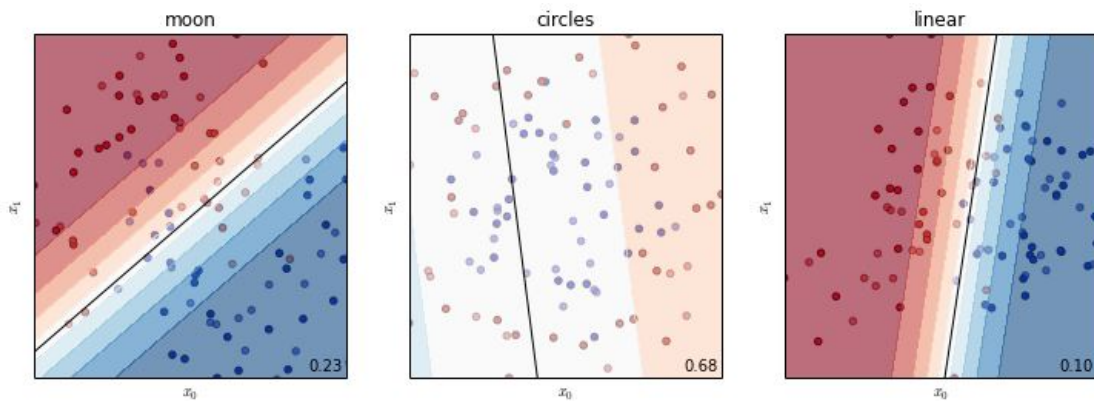 moon
circles
linear
x₁
x₁
x₁
0.23
0.68
0.10
x₀
x₀
x₀